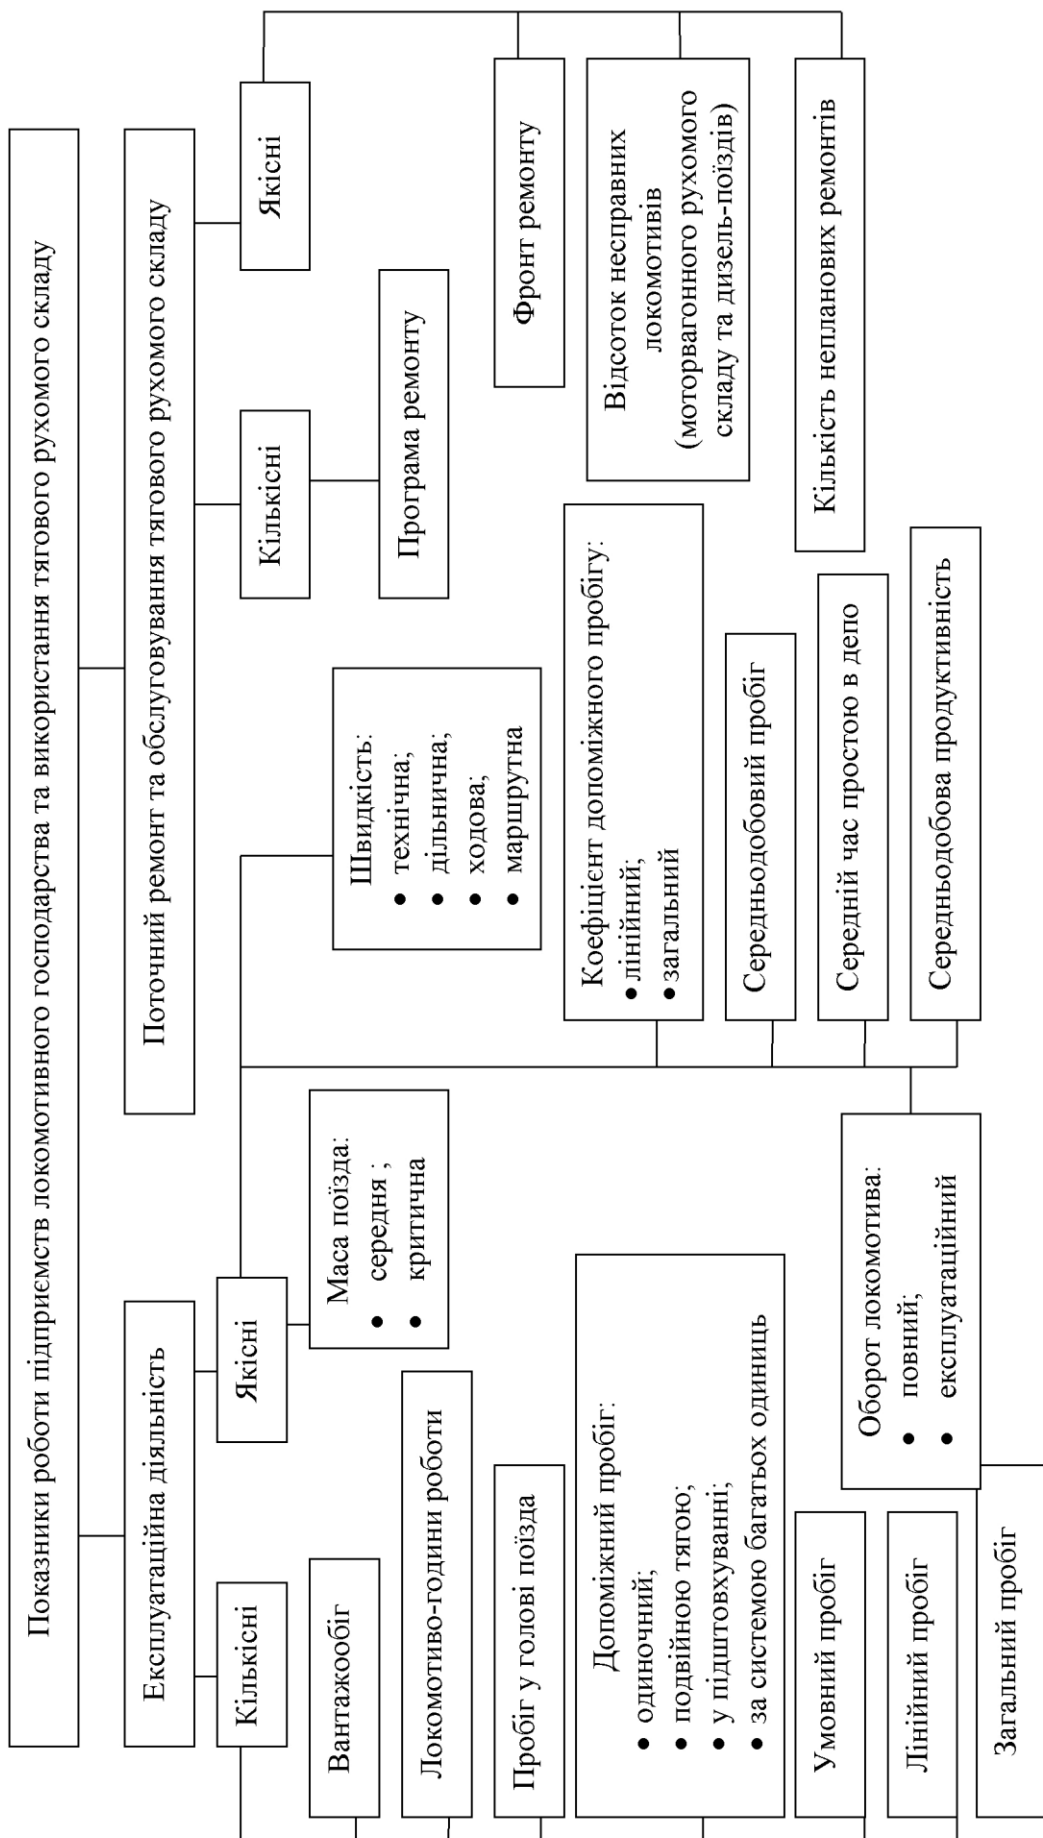 Показники роботи підприємств локомотивного господарства та використання тягового рухомого складу
Експлуатаційна діяльність
Поточний ремонт та обслуговування тягового рухомого складу
Кількісні
Якісні
Кількісні
Якісні
Вантажообіг
Локомотиво-години роботи
Пробіг у голові поїзда
Допоміжний пробіг:
• одиночний;
• подвійною тягою;
• у підштовхуванні;
• за системою багатьох одиниць
Умовний пробіг
Лінійний пробіг
Загальний пробіг
Маса поїзда:
• середня ;
• критична
Швидкість:
• технічна;
• дільнична;
• ходова;
• маршрутна
Коефіцієнт допоміжного пробігу:
• лінійний;
• загальний
Середньодобовий пробіг
Середній час простою в депо
Середньодобова продуктивність
Оборот локомотива:
• повний;
• експлуатаційний
Програма ремонту
Фронт ремонту
Відсоток несправних
локомотивів
(моторвагонного рухомого
складу та дизель-поїздів)
Кількість непланових ремонтів